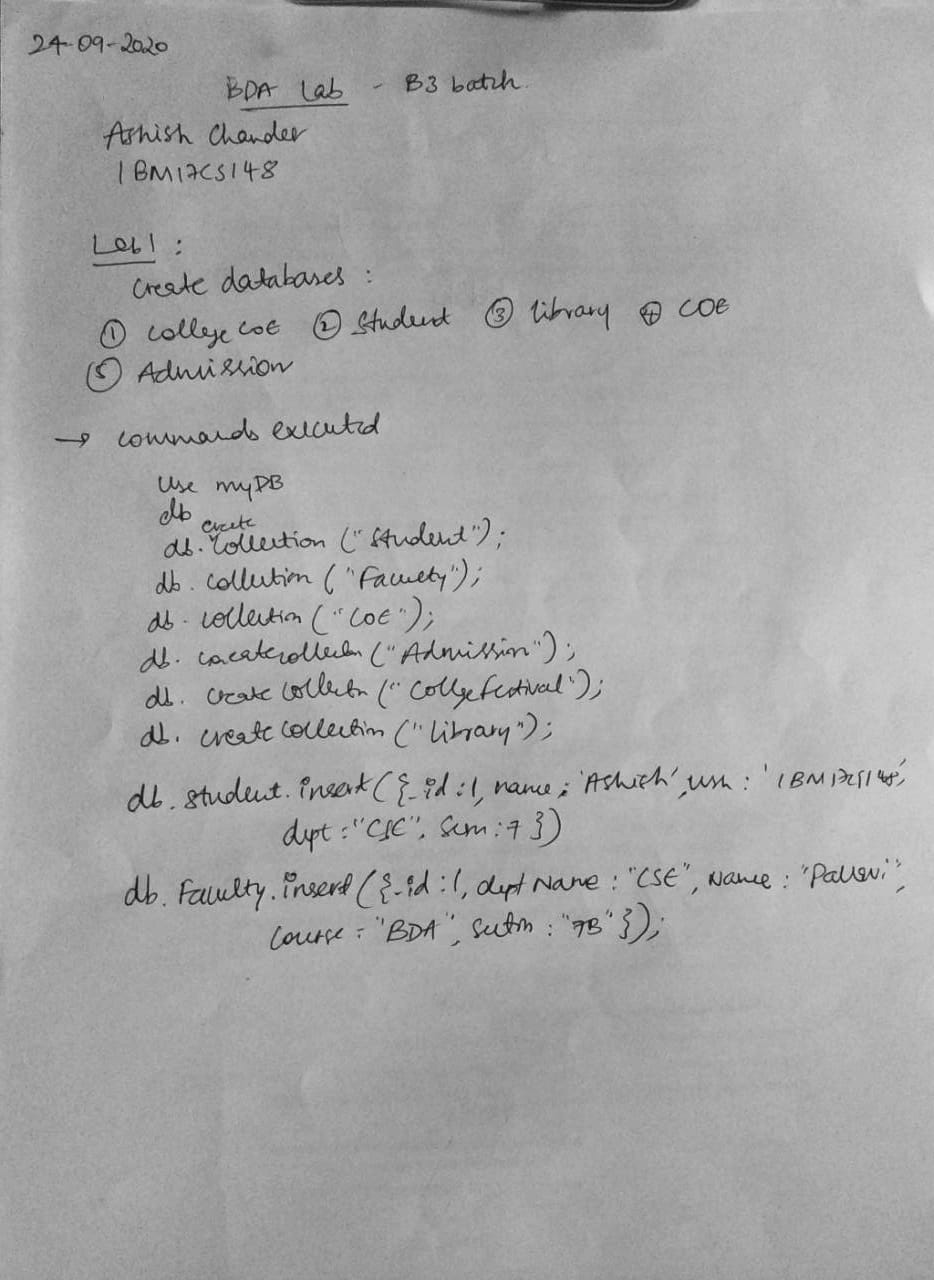 24-09-2020
BDA Lab - B3 batch.
Ashish Chander
1BM17CS148
Lab1 :
Create databases :
① College COE ② Student ③ library ④ COE
⑤ Admission
→ commands executed
Use myDB
db
create
db. Collection ("Student");
db. collection ("Faculty");
db. collection ("COE");
db. createcollection ("Admission");
db. create collectn ("Collgefestival");
db. create collection ("library");
db. student. insert ({_id :1, name : 'Ashish', usn : '1BM17CS148',
dept : "CSE", Sem : 7 })
db. Faculty. insert ({_id :1, dept Name : "CSE", Name : "Pallavi",
Course : "BDA", Sectn : "7B" });